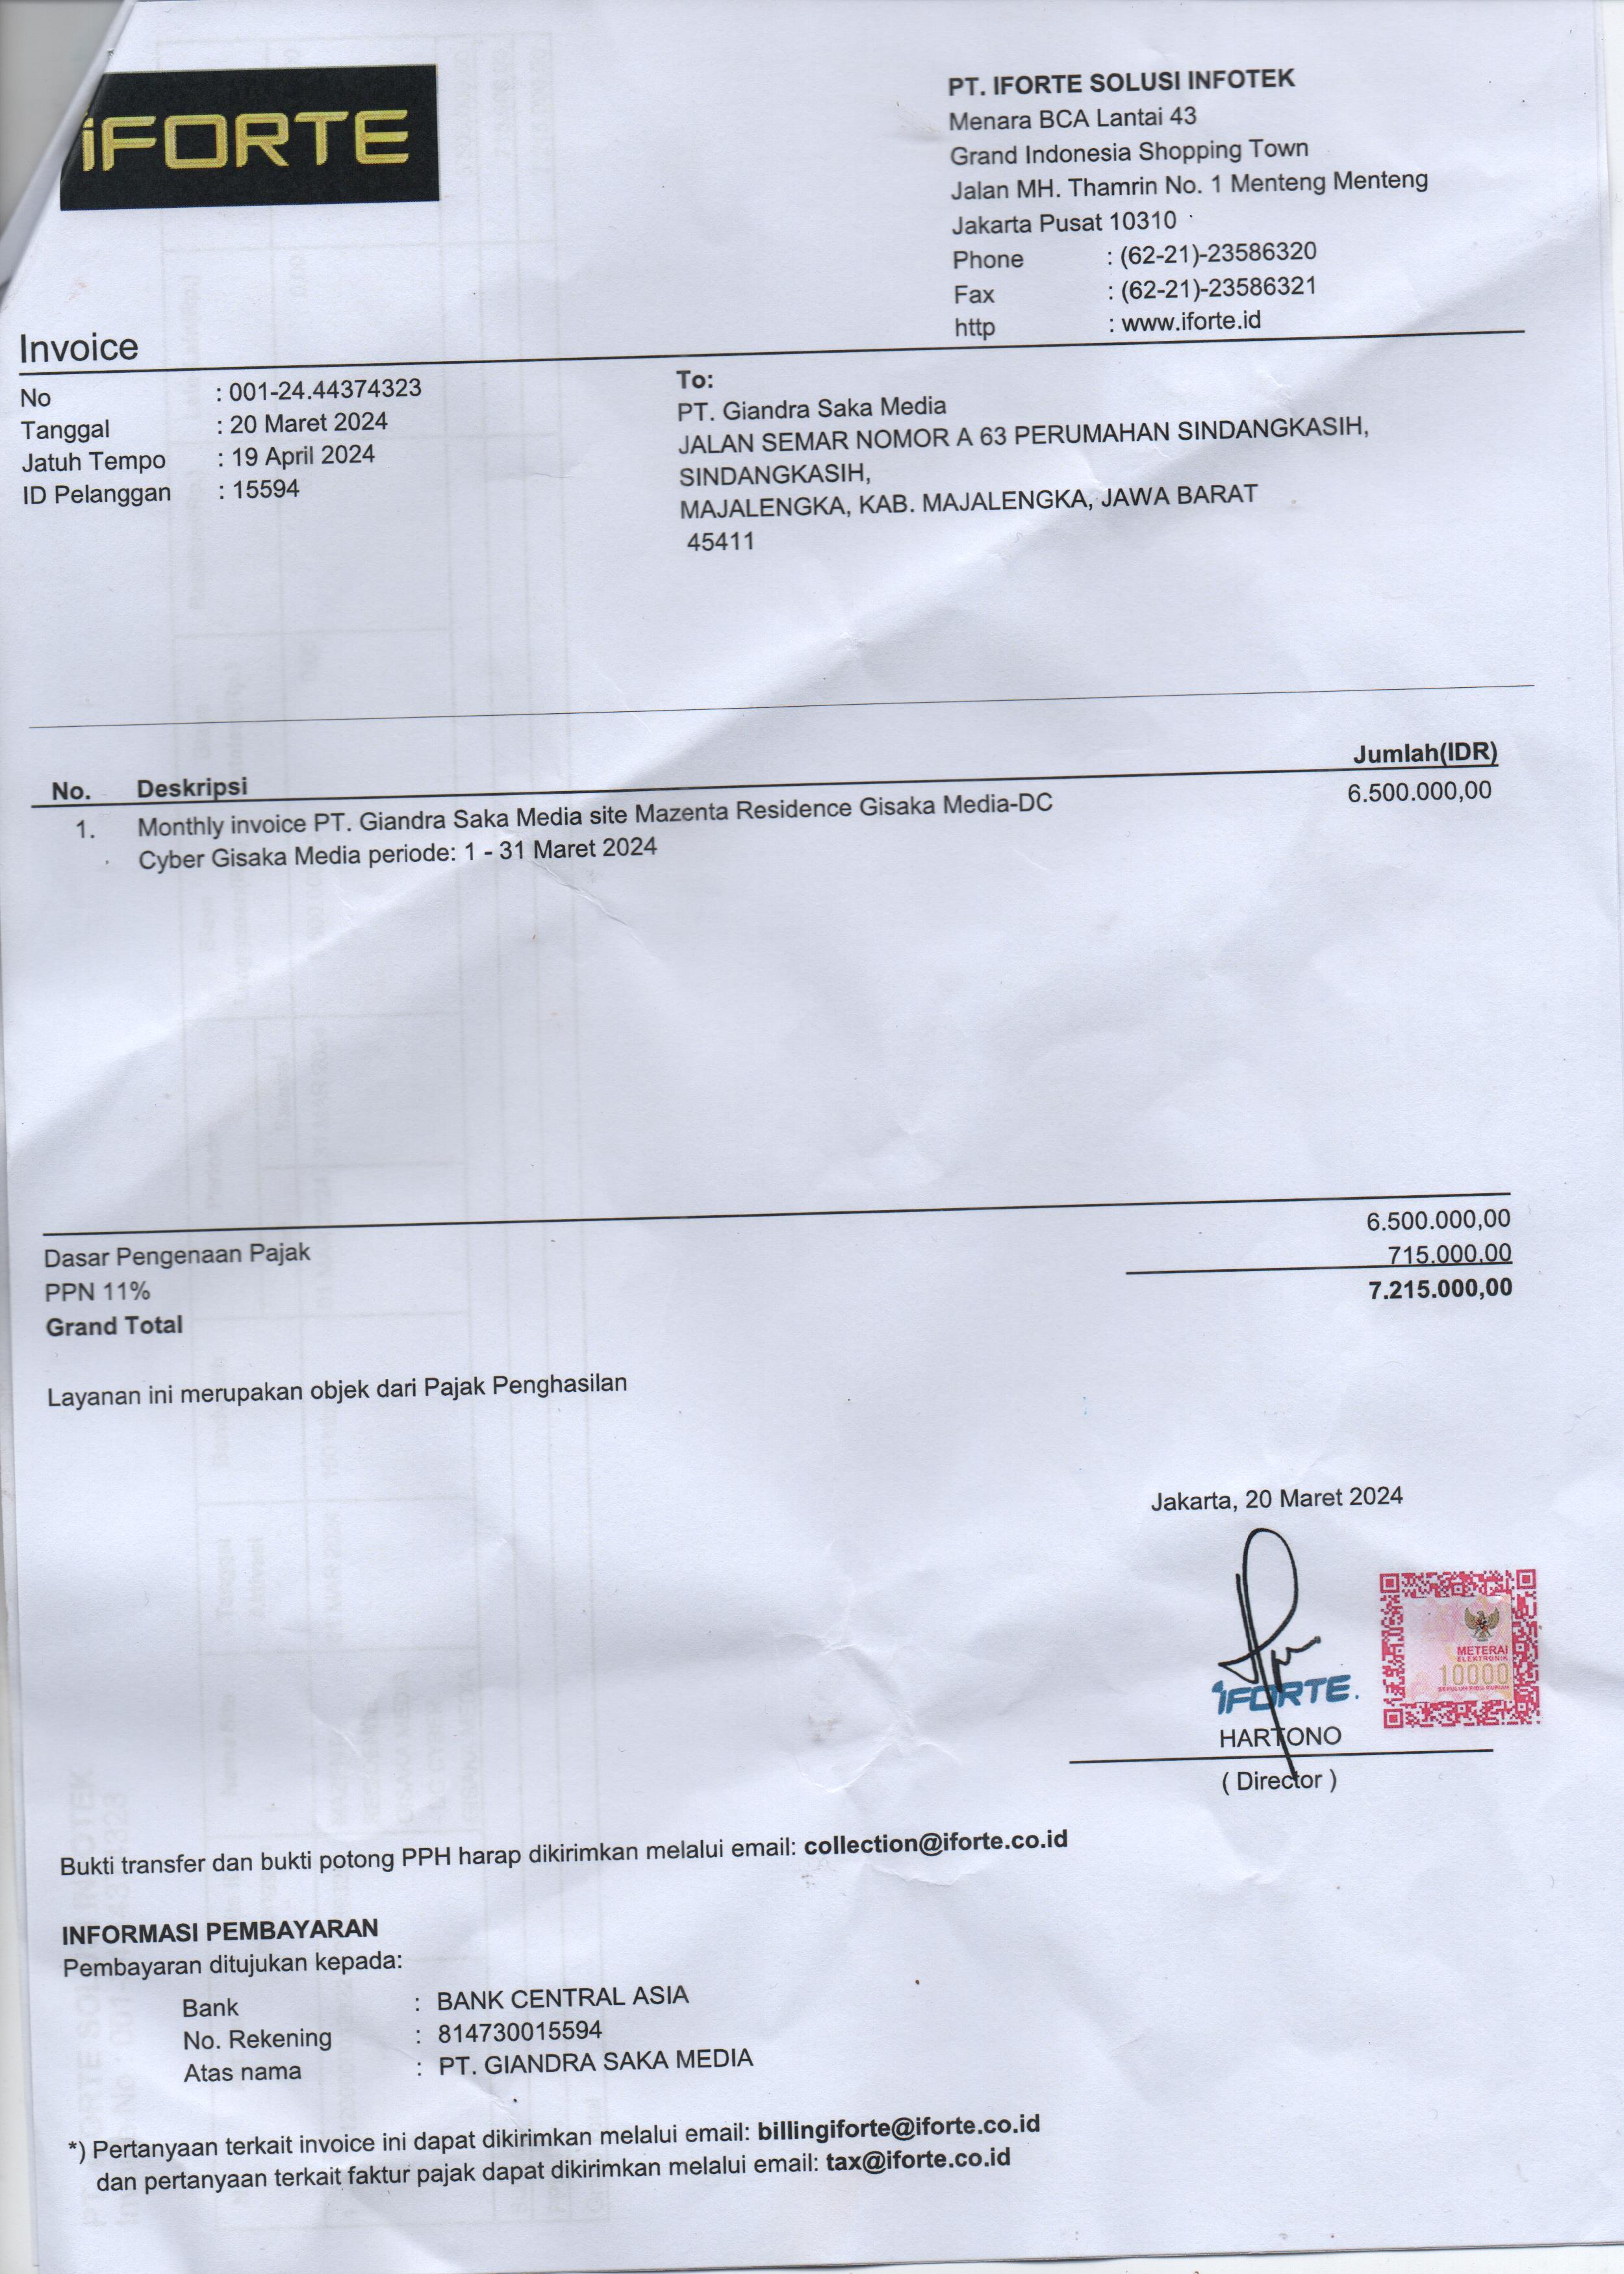 iFORTE
PT. IFORTE SOLUSI INFOTEK
Menara BCA Lantai 43
Grand Indonesia Shopping Town
Jalan MH. Thamrin No. 1 Menteng Menteng
Jakarta Pusat 10310
Phone : (62-21)-23586320
Fax : (62-21)-23586321
http : www.iforte.id
Invoice
No : 001-24.44374323
Tanggal : 20 Maret 2024
Jatuh Tempo : 19 April 2024
ID Pelanggan : 15594
To:
PT. Giandra Saka Media
JALAN SEMAR NOMOR A 63 PERUMAHAN SINDANGKASIH,
SINDANGKASIH,
MAJALENGKA, KAB. MAJALENGKA, JAWA BARAT
45411
No. Deskripsi Jumlah(IDR)
1. Monthly invoice PT. Giandra Saka Media site Mazenta Residence Gisaka Media-DC 6.500.000,00
Cyber Gisaka Media periode: 1 - 31 Maret 2024
Dasar Pengenaan Pajak 6.500.000,00
PPN 11% 715.000,00
Grand Total 7.215.000,00
Layanan ini merupakan objek dari Pajak Penghasilan
Jakarta, 20 Maret 2024
METERAI
ELEKTRONIK
10000
SEPULUH RIBU RUPIAH
iFORTE.
HARTONO
( Director )
Bukti transfer dan bukti potong PPH harap dikirimkan melalui email: collection@iforte.co.id
INFORMASI PEMBAYARAN
Pembayaran ditujukan kepada:
Bank : BANK CENTRAL ASIA
No. Rekening : 814730015594
Atas nama : PT. GIANDRA SAKA MEDIA
*) Pertanyaan terkait invoice ini dapat dikirimkan melalui email: billingiforte@iforte.co.id
dan pertanyaan terkait faktur pajak dapat dikirimkan melalui email: tax@iforte.co.id